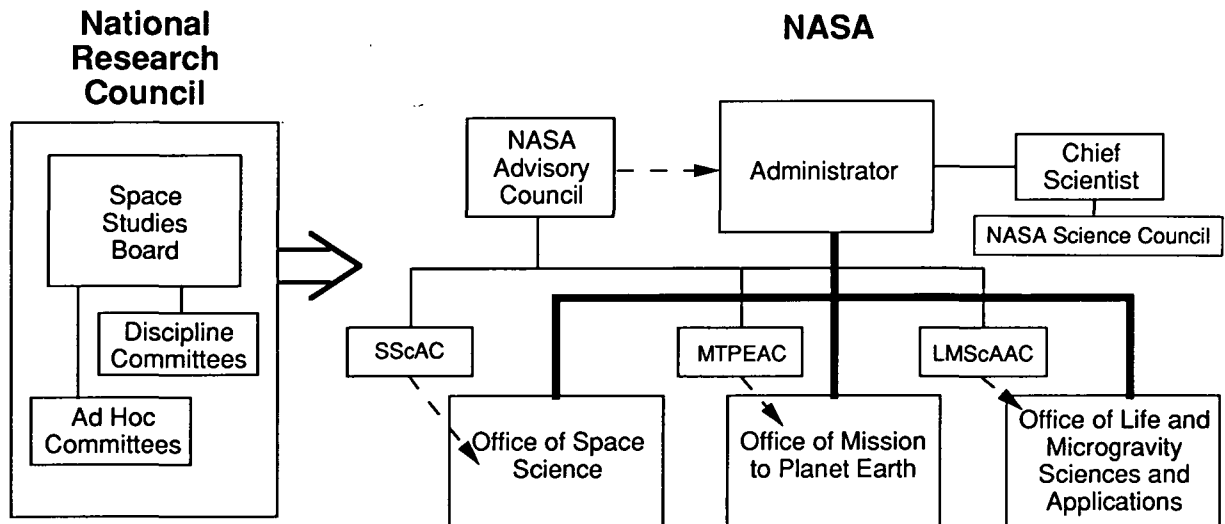 National
Research
Council
Space
Studies
Board
Discipline
Committees
Ad Hoc
Committees
NASA
NASA
Advisory
Council
Administrator
Chief
Scientist
NASA Science Council
SScAC
MTPEAC
LMScAAC
Office of Space
Science
Office of Mission
to Planet Earth
Office of Life and
Microgravity
Sciences and
Applications